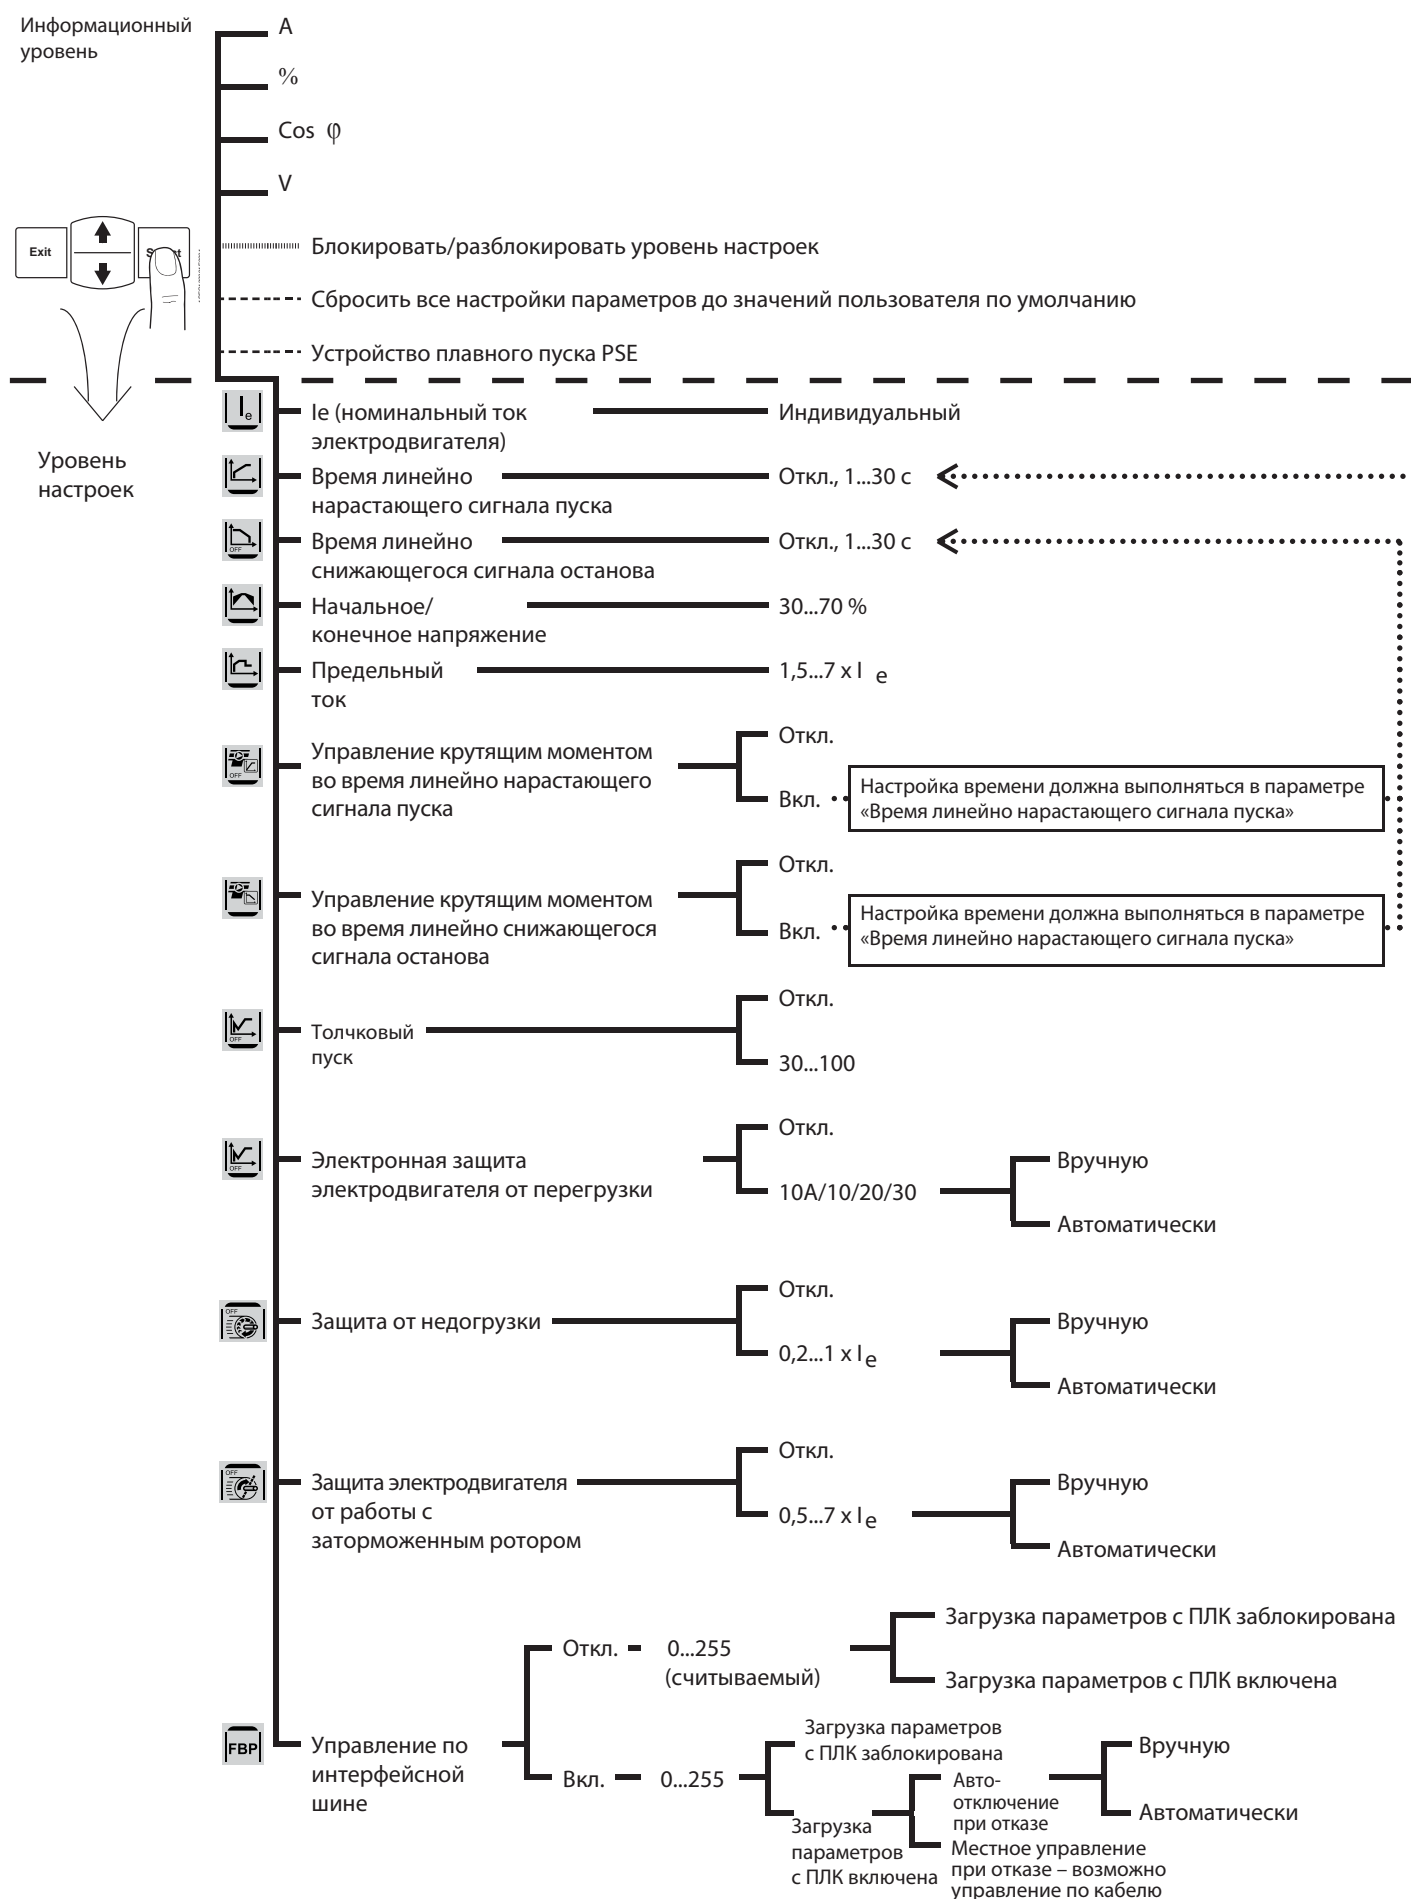 Информационный
уровень
A
%
Cos φ
V
Exit
Блокировать/разблокировать уровень настроек
Сбросить все настройки параметров до значений пользователя по умолчанию
Устройство плавного пуска PSE
Уровень
настроек
Ie
Ie (номинальный ток
электродвигателя)
Индивидуальный
Время линейно
нарастающего сигнала пуска
Откл., 1...30 с
OFF
Время линейно
снижающегося сигнала останова
Откл., 1...30 с
Начальное/
конечное напряжение
30...70 %
Предельный
ток
1,5...7 x I e
OFF
Управление крутящим моментом
во время линейно нарастающего
сигнала пуска
Откл.
Вкл.
Настройка времени должна выполняться в параметре
«Время линейно нарастающего сигнала пуска»
OFF
Управление крутящим моментом
во время линейно снижающегося
сигнала останова
Откл.
Вкл.
Настройка времени должна выполняться в параметре
«Время линейно нарастающего сигнала пуска»
OFF
Толчковый
пуск
Откл.
30...100
OFF
Электронная защита
электродвигателя от перегрузки
Откл.
10A/10/20/30
Вручную
Автоматически
OFF
Защита от недогрузки
Откл.
0,2...1 x I e
Вручную
Автоматически
OFF
Защита электродвигателя
от работы с
заторможенным ротором
Откл.
0,5...7 x I e
Вручную
Автоматически
FBP
Управление по
интерфейсной
шине
Откл.
0...255
(считываемый)
Загрузка параметров с ПЛК заблокирована
Загрузка параметров с ПЛК включена
Вкл.
0...255
Загрузка параметров
с ПЛК заблокирована
Загрузка
параметров
с ПЛК включена
Авто-
отключение
при отказе
Вручную
Автоматически
Местное управление
при отказе – возможно
управление по кабелю